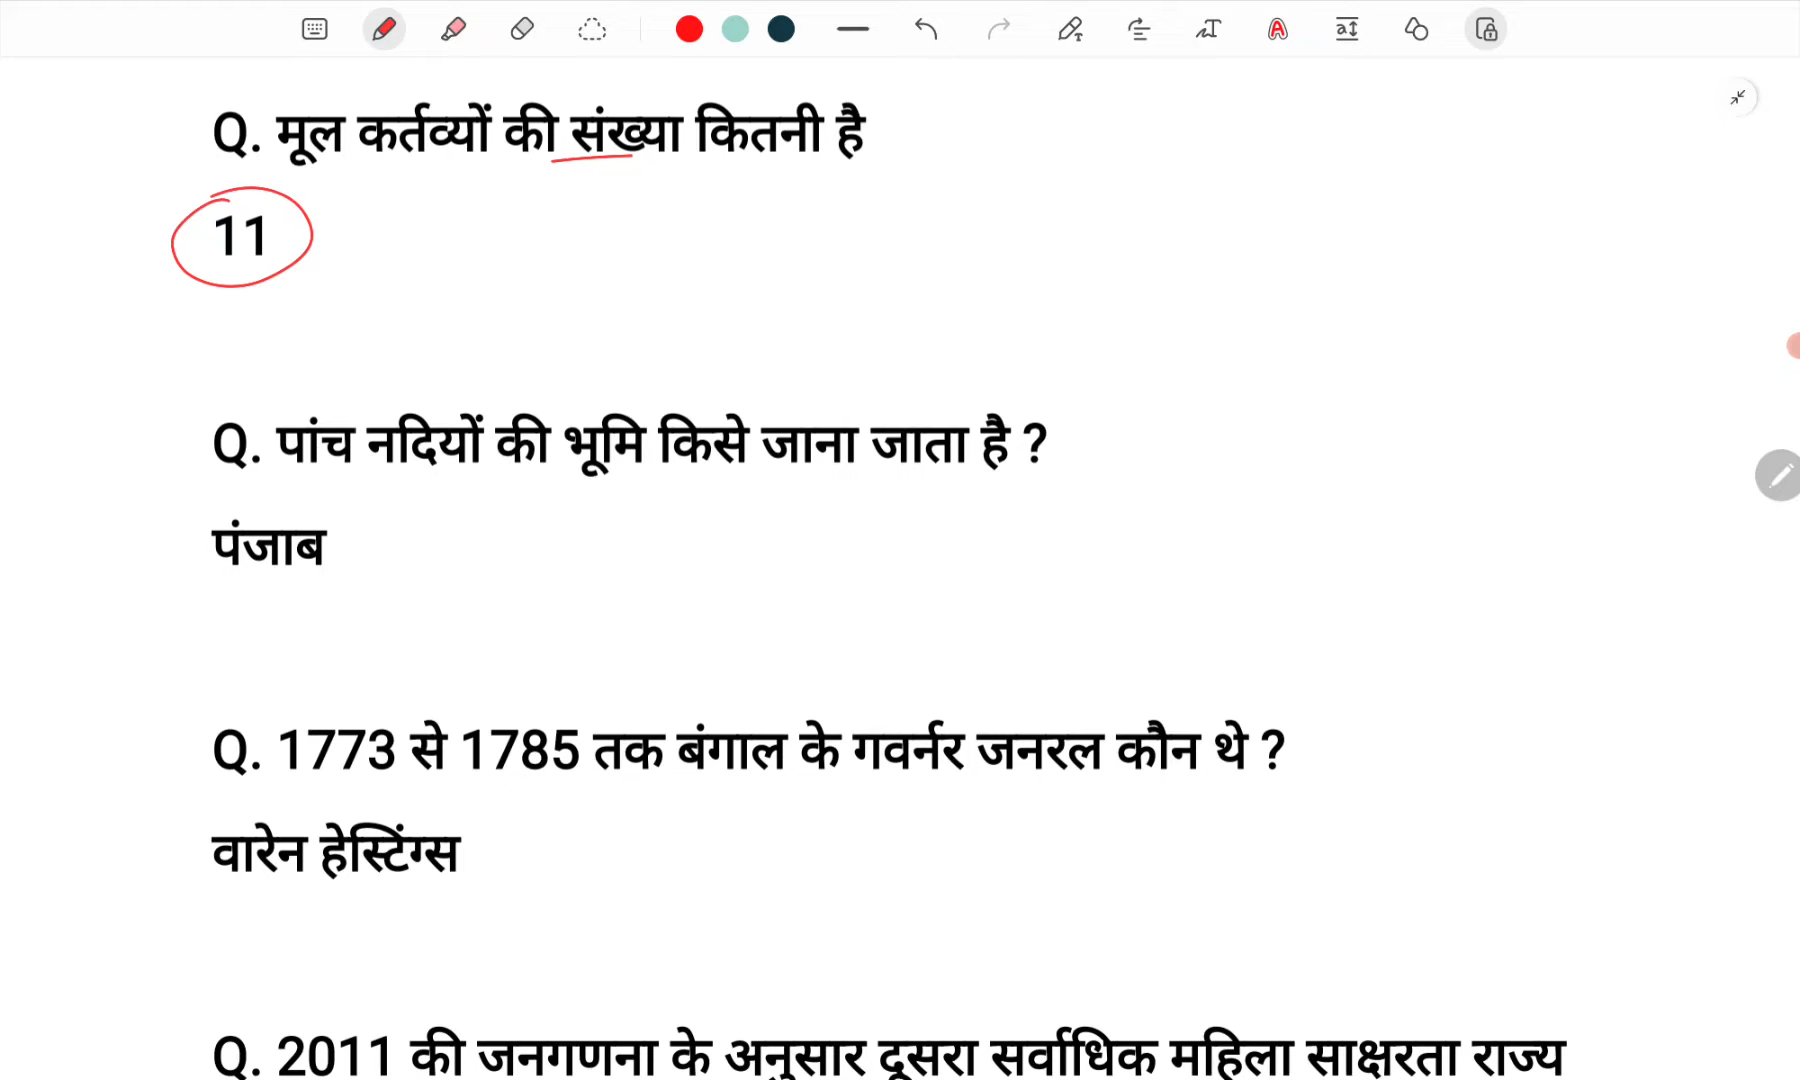 Q. मूल कर्तव्यों की संख्या कितनी है
11
Q. पांच नदियों की भूमि किसे जाना जाता है ?
पंजाब
Q. 1773 से 1785 तक बंगाल के गवर्नर जनरल कौन थे ?
वारेन हेस्टिंग्स
Q. 2011 की जनगणना के अनुसार दूसरा सर्वाधिक महिला साक्षरता राज्य